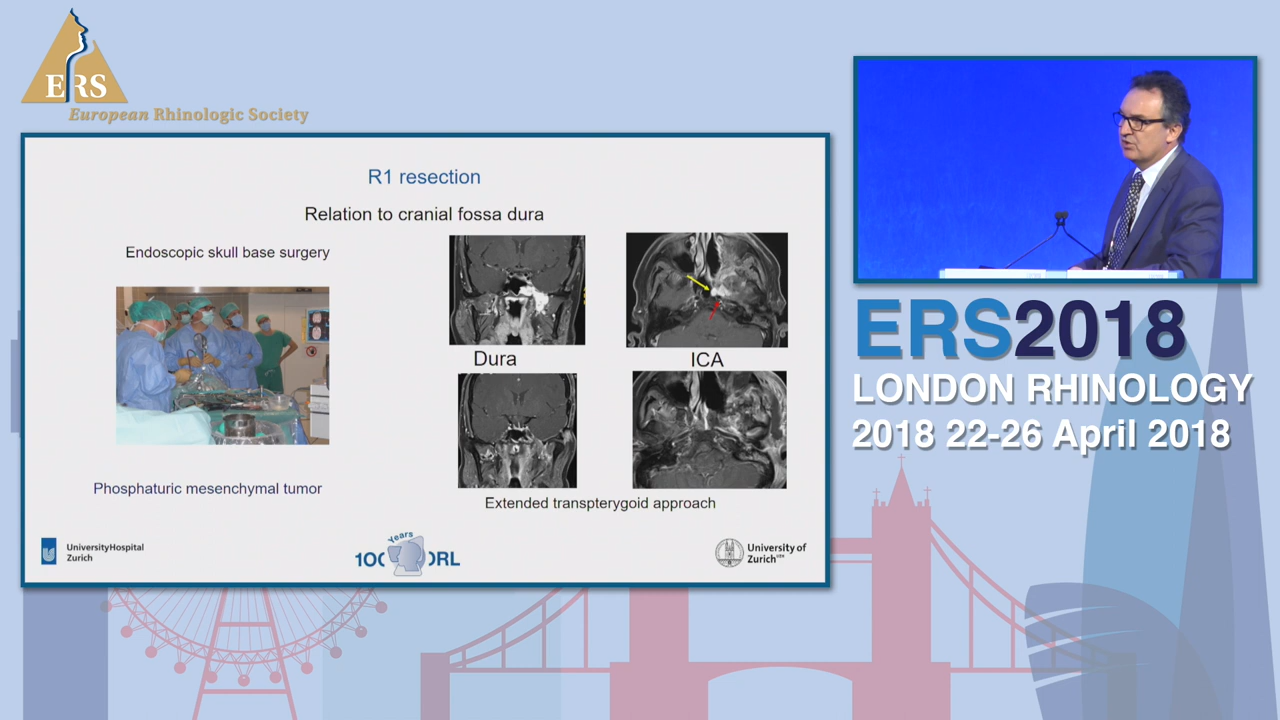 ERS
European Rhinologic Society
R1 resection
Relation to cranial fossa dura
Endoscopic skull base surgery
Dura
ICA
Phosphaturic mesenchymal tumor
Extended transpterygoid approach
UniversityHospital
Zurich
Years
100 ORL
University of
Zurich
ERS2018
LONDON RHINOLOGY
2018 22-26 April 2018